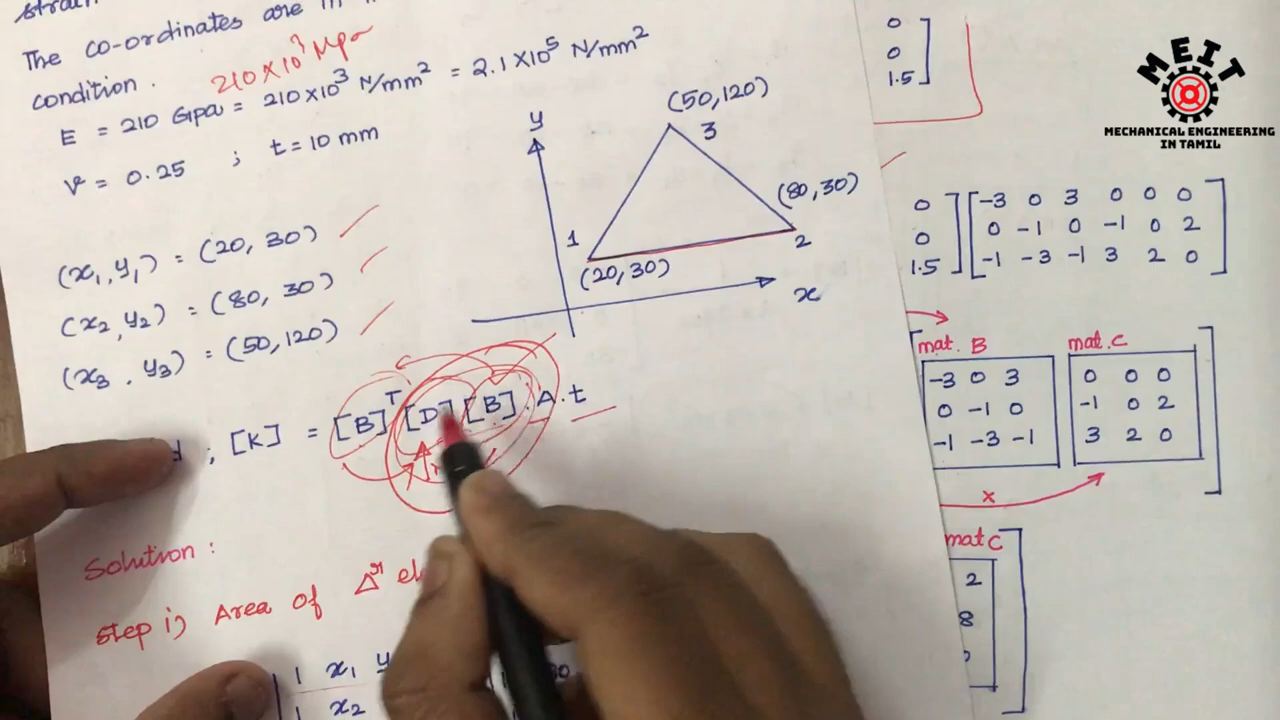 The co-ordinates are in
condition.
210×10³ Mpa
E = 210 Gpa = 210×10³ N/mm² = 2.1×10⁵ N/mm²
γ = 0.25 ; t = 10 mm
(x₁, y₁) = (20, 30)
(x₂, y₂) = (80, 30)
(x₃, y₃) = (50, 120)
y
(50, 120)
3
(80, 30)
1
2
(20, 30)
x
; [K] = [B]ᵀ [D] [B] . A . t
Solution :
Step i) Area of Δʳ
1 x₁ y
1 x₂
0
0
1.5
MEIT
MECHANICAL ENGINEERING
IN TAMIL
0 -3 0 3 0 0 0
0 0 -1 0 -1 0 2
1.5 -1 -3 -1 3 2 0
mat. B mat. C
-3 0 3 0 0 0
0 -1 0 -1 0 2
-1 -3 -1 3 2 0
x
mat C
2
8